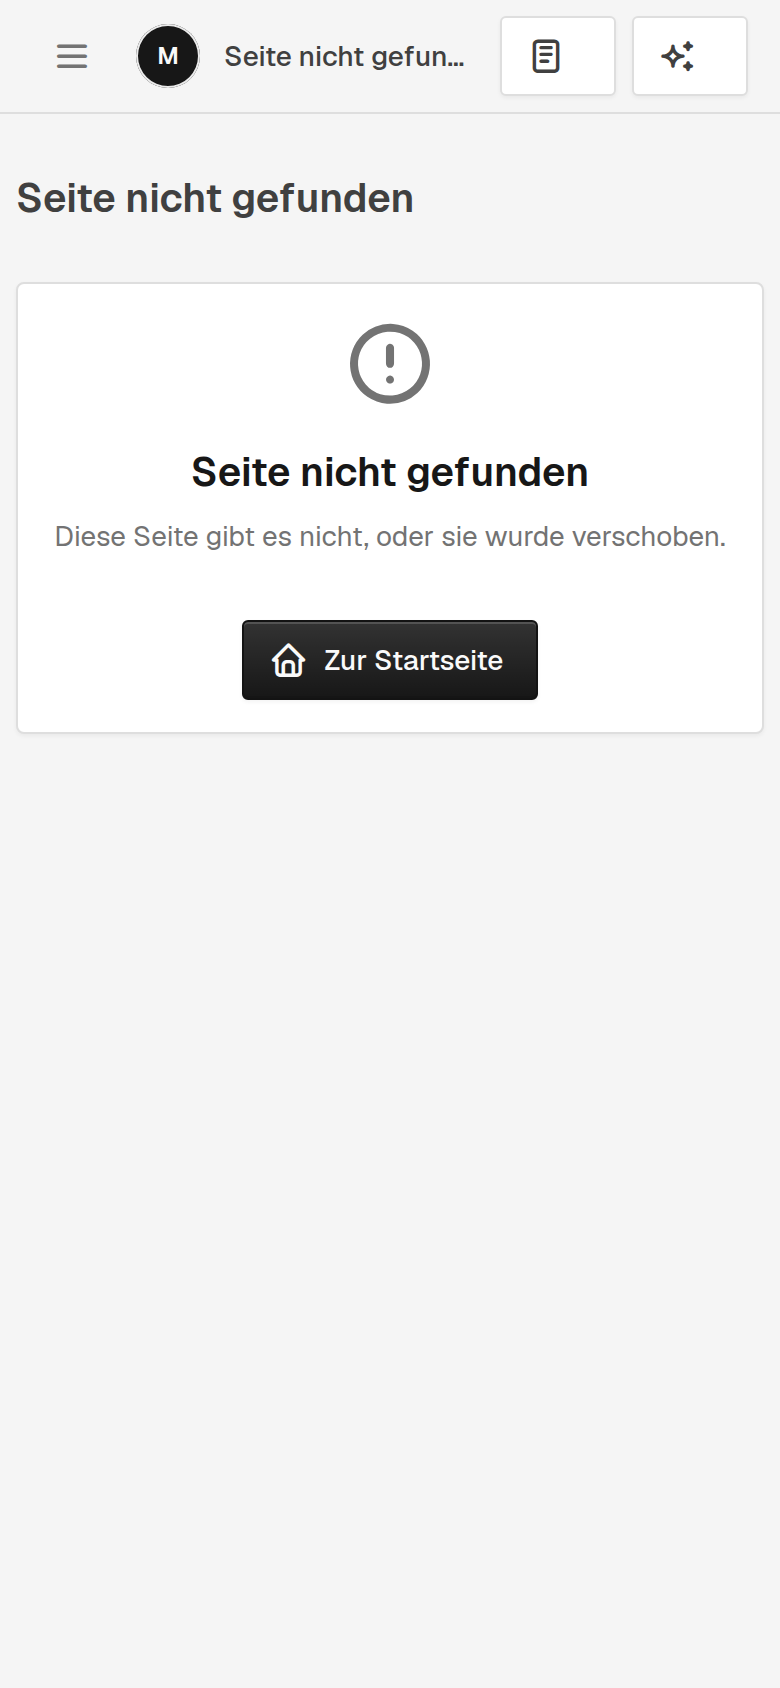 M
Seite nicht gefun...
Seite nicht gefunden
Seite nicht gefunden
Diese Seite gibt es nicht, oder sie wurde verschoben.
Zur Startseite